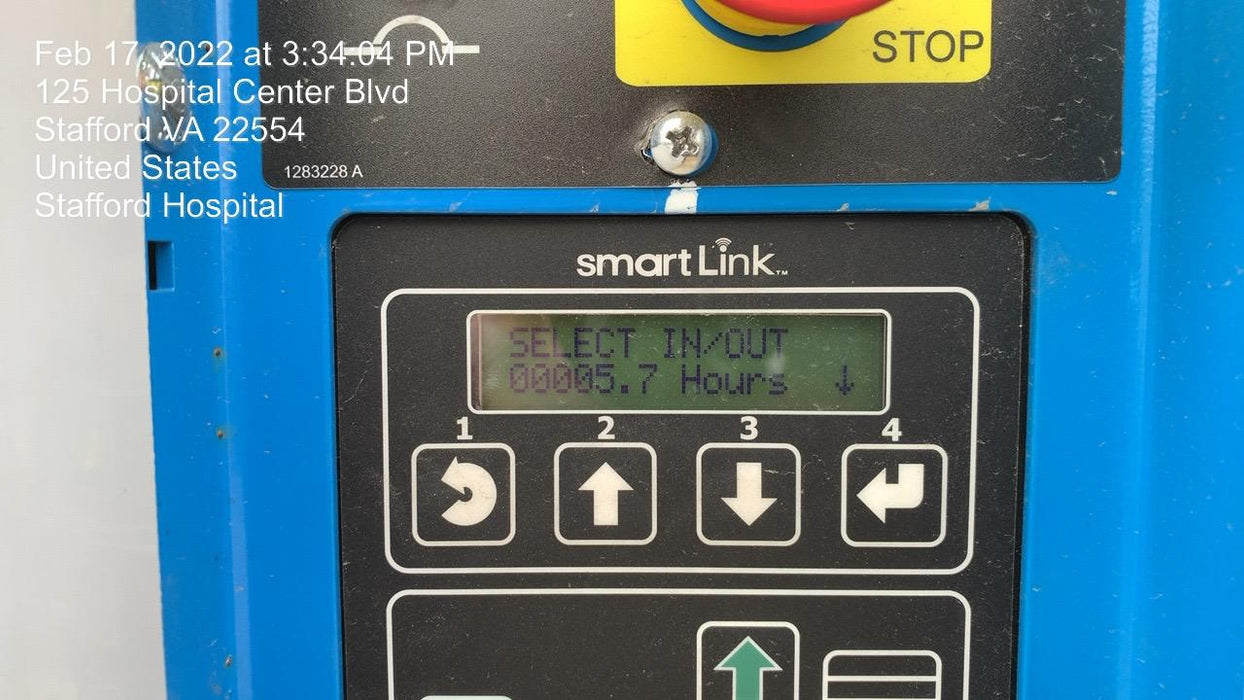 Feb 17, 2022 at 3:34:04 PM
125 Hospital Center Blvd
Stafford VA 22554
United States
Stafford Hospital
STOP
1283228 A
smartLink™
SELECT IN/OUT
00005.7 Hours ↓
1 2 3 4